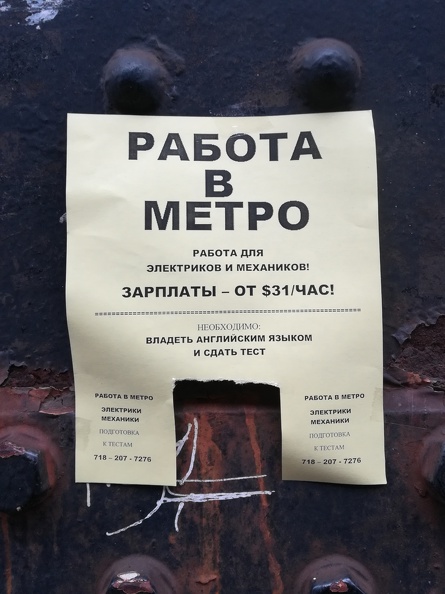 РАБОТА
В
МЕТРО
РАБОТА ДЛЯ
ЭЛЕКТРИКОВ И МЕХАНИКОВ!
ЗАРПЛАТЫ – ОТ $31/ЧАС!
НЕОБХОДИМО:
ВЛАДЕТЬ АНГЛИЙСКИМ ЯЗЫКОМ
И СДАТЬ ТЕСТ
РАБОТА В МЕТРО
ЭЛЕКТРИКИ
МЕХАНИКИ
ПОДГОТОВКА
К ТЕСТАМ
718 – 207 - 7276
РАБОТА В МЕТРО
ЭЛЕКТРИКИ
МЕХАНИКИ
ПОДГОТОВКА
К ТЕСТАМ
718 – 207 - 7276